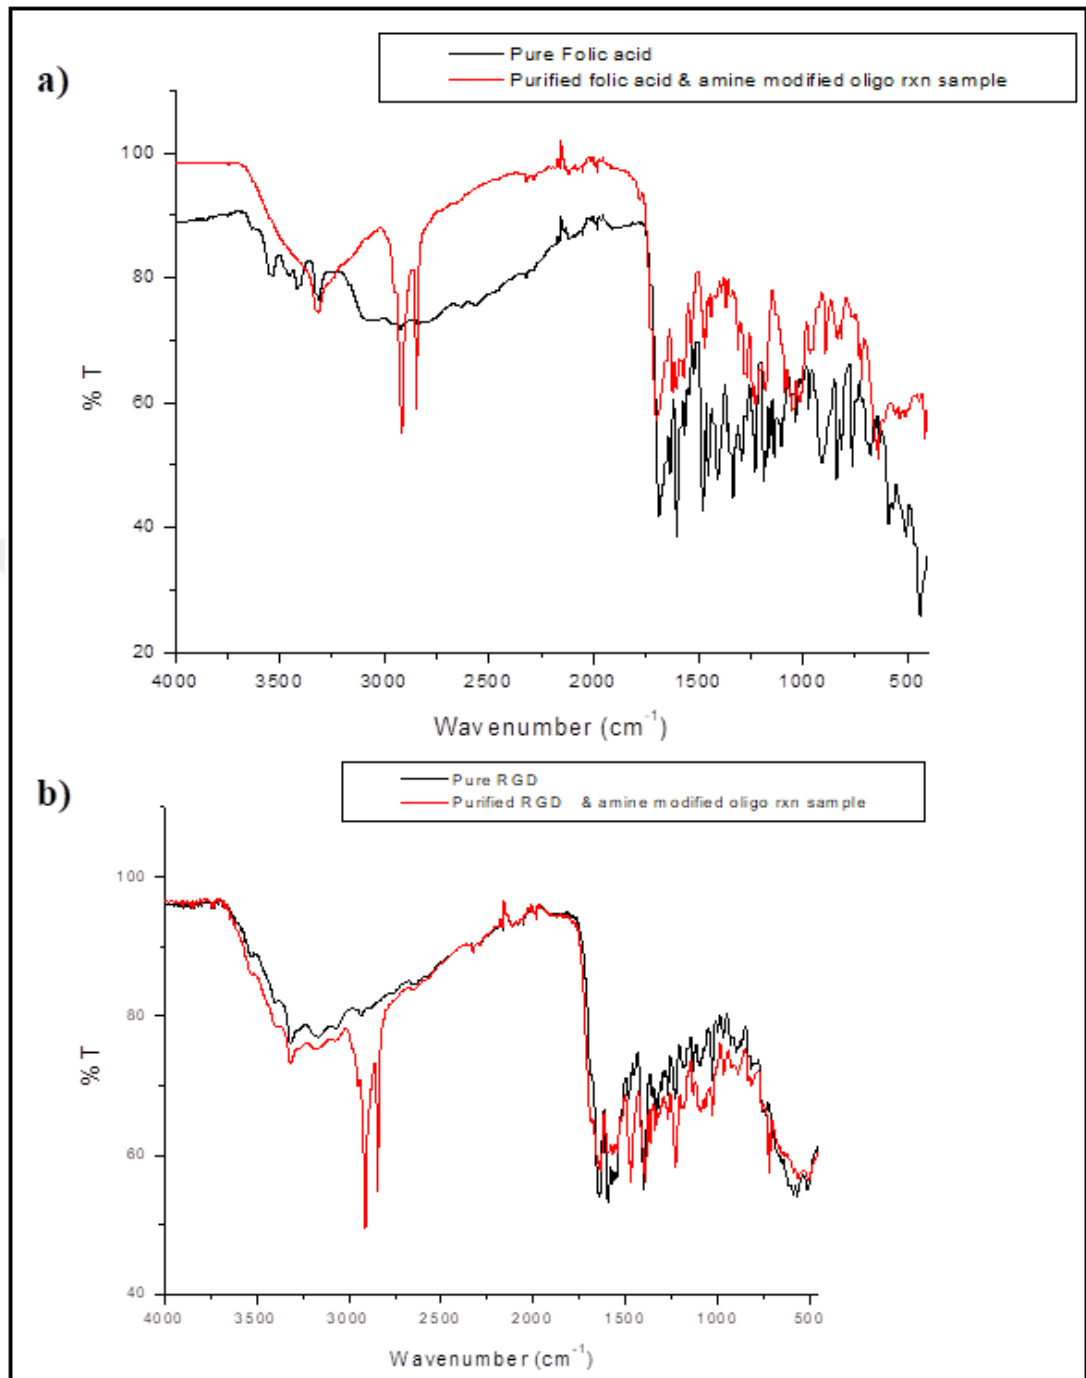 a)
Pure Folic acid
Purified folic acid & amine modified oligo rxn sample
100
80
60
40
20
% T
4000 3500 3000 2500 2000 1500 1000 500
Wavenumber (cm⁻¹)
b)
Pure RGD
Purified RGD & amine modified oligo rxn sample
100
80
60
40
% T
4000 3500 3000 2500 2000 1500 1000 500
Wavenumber (cm⁻¹)